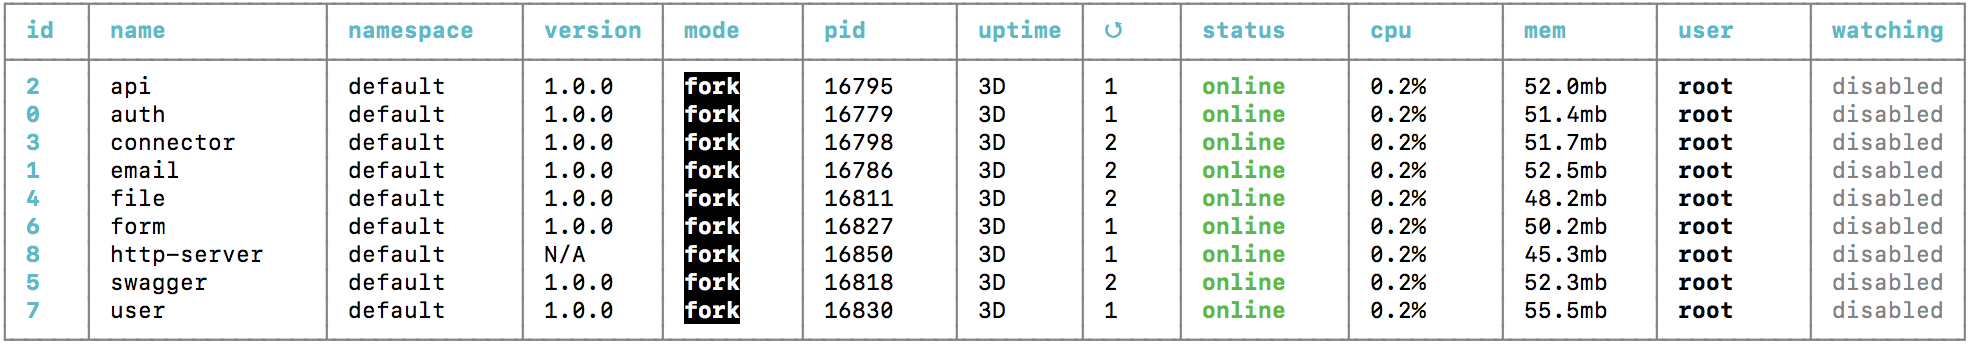 id name namespace version mode pid uptime ↺ status cpu mem user watching
2 api default 1.0.0 fork 16795 3D 1 online 0.2% 52.0mb root disabled
0 auth default 1.0.0 fork 16779 3D 1 online 0.2% 51.4mb root disabled
3 connector default 1.0.0 fork 16798 3D 2 online 0.2% 51.7mb root disabled
1 email default 1.0.0 fork 16786 3D 2 online 0.2% 52.5mb root disabled
4 file default 1.0.0 fork 16811 3D 2 online 0.2% 48.2mb root disabled
6 form default 1.0.0 fork 16827 3D 1 online 0.2% 50.2mb root disabled
8 http-server default N/A fork 16850 3D 1 online 0.2% 45.3mb root disabled
5 swagger default 1.0.0 fork 16818 3D 2 online 0.2% 52.3mb root disabled
7 user default 1.0.0 fork 16830 3D 1 online 0.2% 55.5mb root disabled